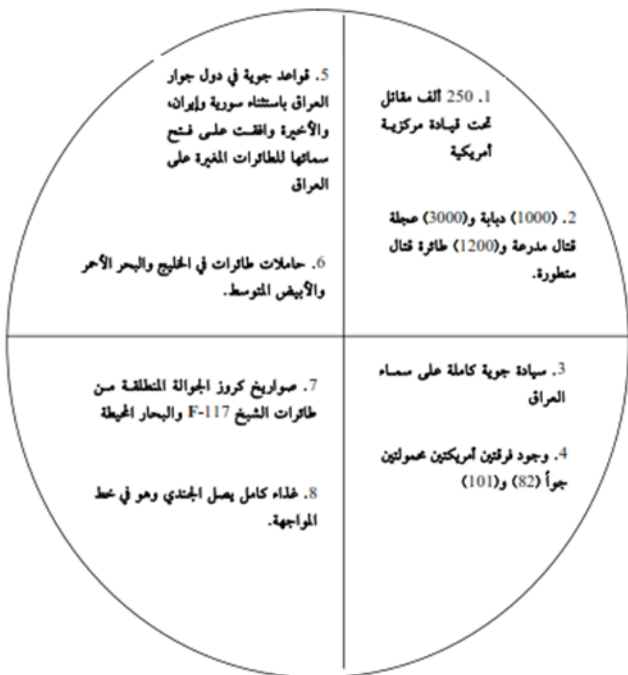 1. 250 ألف مقاتل
تحت قيادة مركزية
أمريكية
2. (1000) دبابة و(3000) عجلة
قتال مدرعة و(1200) طائرة قتال
متطورة.
3. سيادة جوية كاملة على سماء
العراق
4. وجود فرقتين أمريكتين محمولتين
جواً (82) و(101)
5. قواعد جوية في دول جوار
العراق باستثناء سورية وإيران،
والأخيرة وافقت على فتح
سمائها للطائرات المغيرة على
العراق
6. حاملات طائرات في الخليج والبحر الأحمر
والأبيض المتوسط.
7. صواريخ كروز الجوالة المنطلقة من
طائرات الشبخ F-117 والبحار المحيطة
8. غذاء كامل يصل الجندي وهو في خط
المواجهة.